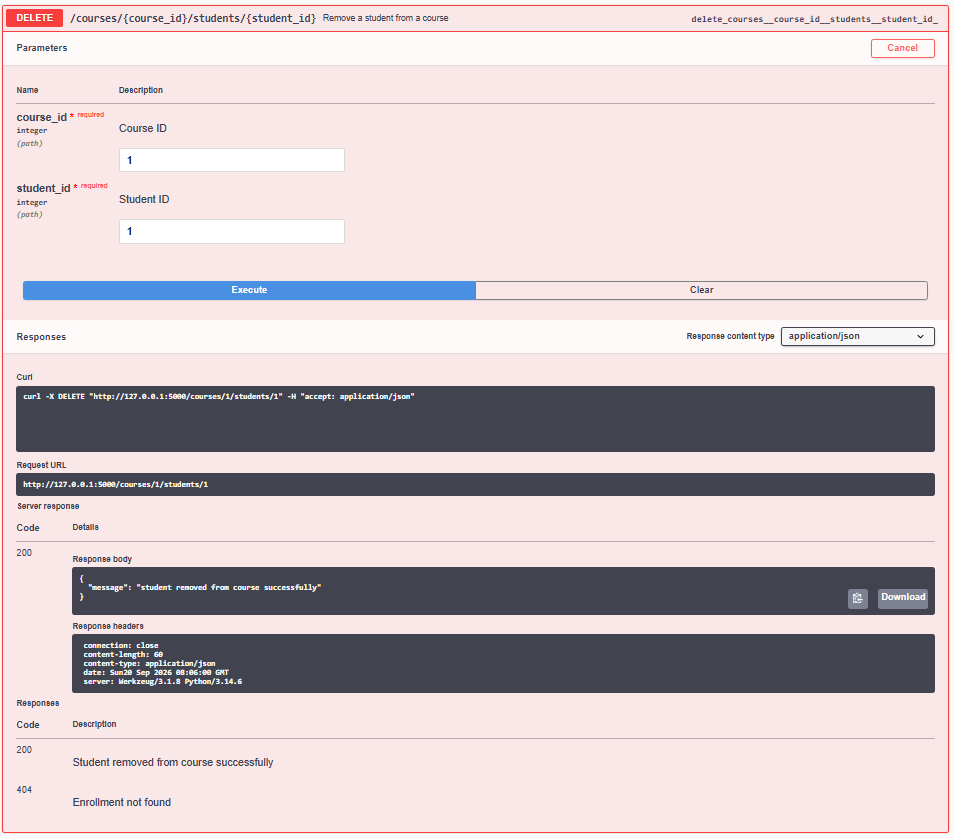 DELETE /courses/{course_id}/students/{student_id} Remove a student from a course delete_courses__course_id__students__student_id_
Parameters Cancel
Name Description
course_id * required
integer
(path)
Course ID
1
student_id * required
integer
(path)
Student ID
1
Execute Clear
Responses Response content type application/json
Curl
curl -X DELETE "http://127.0.0.1:5000/courses/1/students/1" -H "accept: application/json"
Request URL
http://127.0.0.1:5000/courses/1/students/1
Server response
Code Details
200
Response body
{
"message": "student removed from course successfully"
}
Download
Response headers
connection: close
content-length: 60
content-type: application/json
date: Sun20 Sep 2026 08:06:00 GMT
server: Werkzeug/3.1.8 Python/3.14.6
Responses
Code Description
200
Student removed from course successfully
404
Enrollment not found